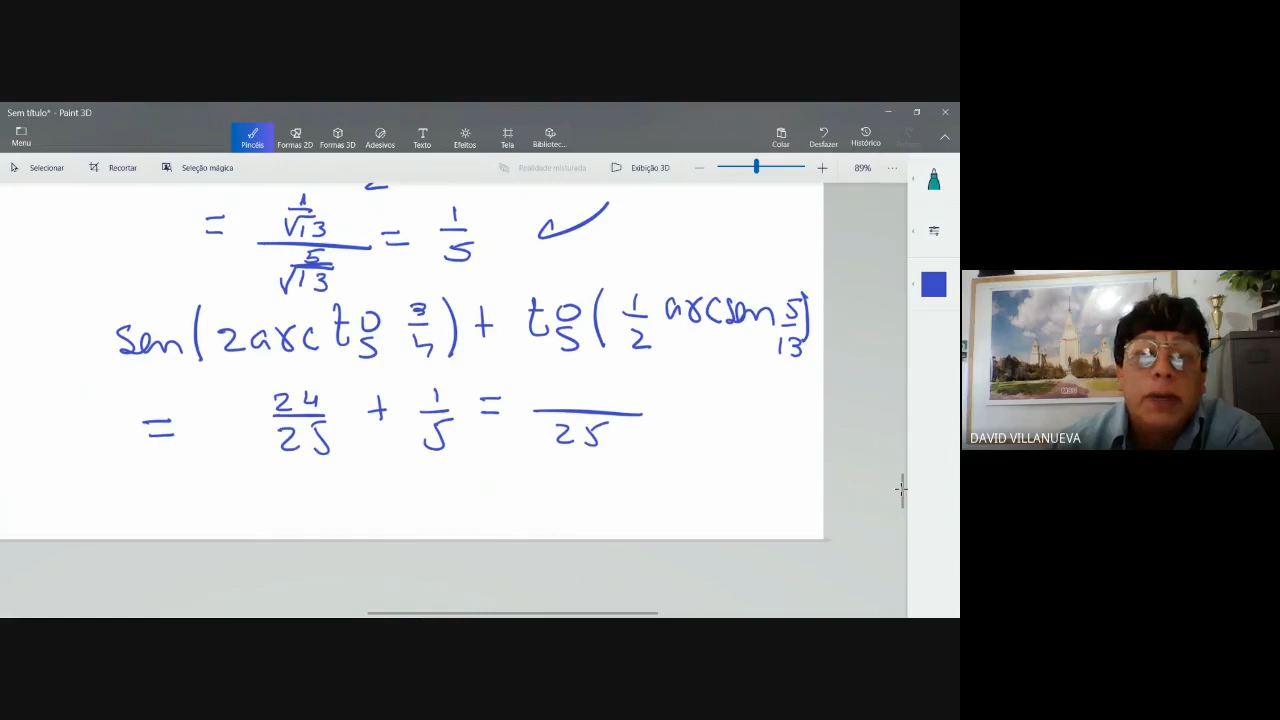 Sem título* - Paint 3D
Menu
Pincéis Formas 2D Formas 3D Adesivos Texto Efeitos Tela Bibliotec... Colar Desfazer Histórico
Selecionar Recortar Seleção mágica Realidade misturada Exibição 3D 89%
= (1/√13)/(5/√13) = 1/5 ✓
sen(2arc tg 3/4) + tg(1/2 arcsen 5/13)
= 24/25 + 1/5 = /25
DAVID VILLANUEVA